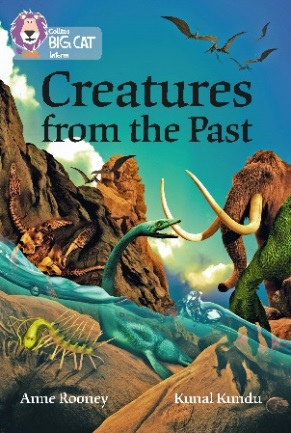 Collins
BIG CAT
Creatures
from the Past
Anne Rooney
Kunal Kundu